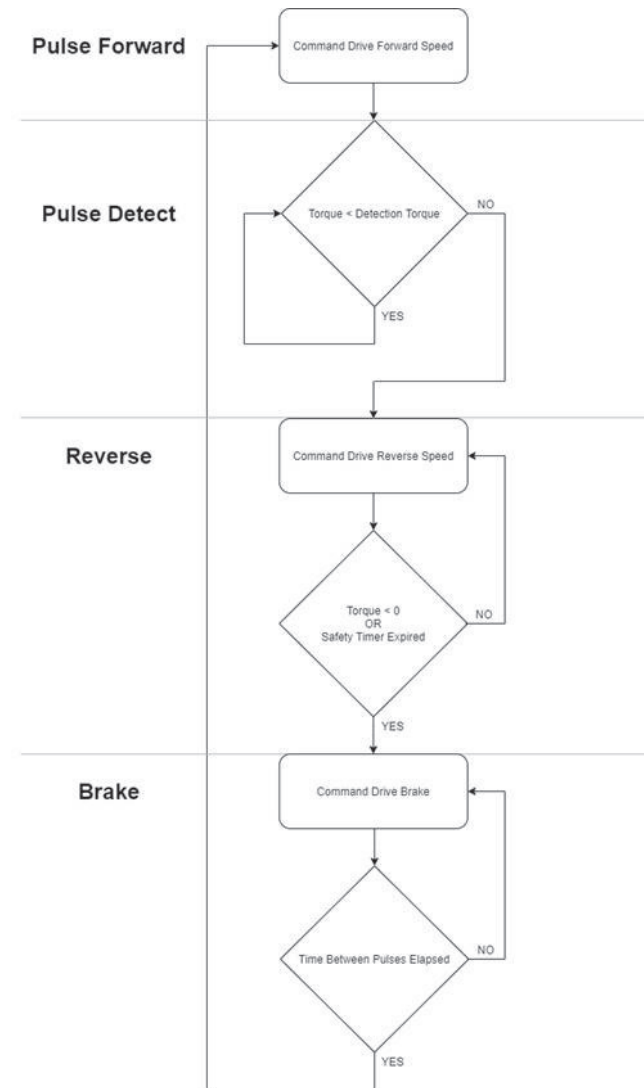 Pulse Forward
Command Drive Forward Speed
Pulse Detect
Torque < Detection Torque
NO
YES
Reverse
Command Drive Reverse Speed
Torque < 0
OR
Safety Timer Expired
NO
YES
Brake
Command Drive Brake
Time Between Pulses Elapsed
NO
YES